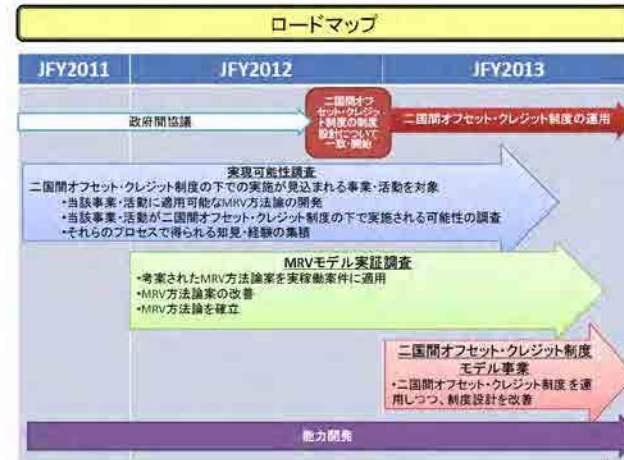 ロードマップ
JFY2011
JFY2012
JFY2013
政府間協議
二国間オフ
セット・クレジッ
ト制度の制度
設計について
一致・開始
二国間オフセット・クレジット制度の運用
実現可能性調査
二国間オフセット・クレジット制度の下での実施が見込まれる事業・活動を対象
・当該事業・活動に適用可能なMRV方法論の開発
・当該事業・活動が二国間オフセット・クレジット制度の下で実施される可能性の調査
・それらのプロセスで得られる知見・経験の集積
MRVモデル実証調査
・考案されたMRV方法論案を実稼働案件に適用
・MRV方法論案の改善
・MRV方法論を確立
二国間オフセット・クレジット制度
モデル事業
・二国間オフセット・クレジット制度を運
用しつつ、制度設計を改善
能力開発